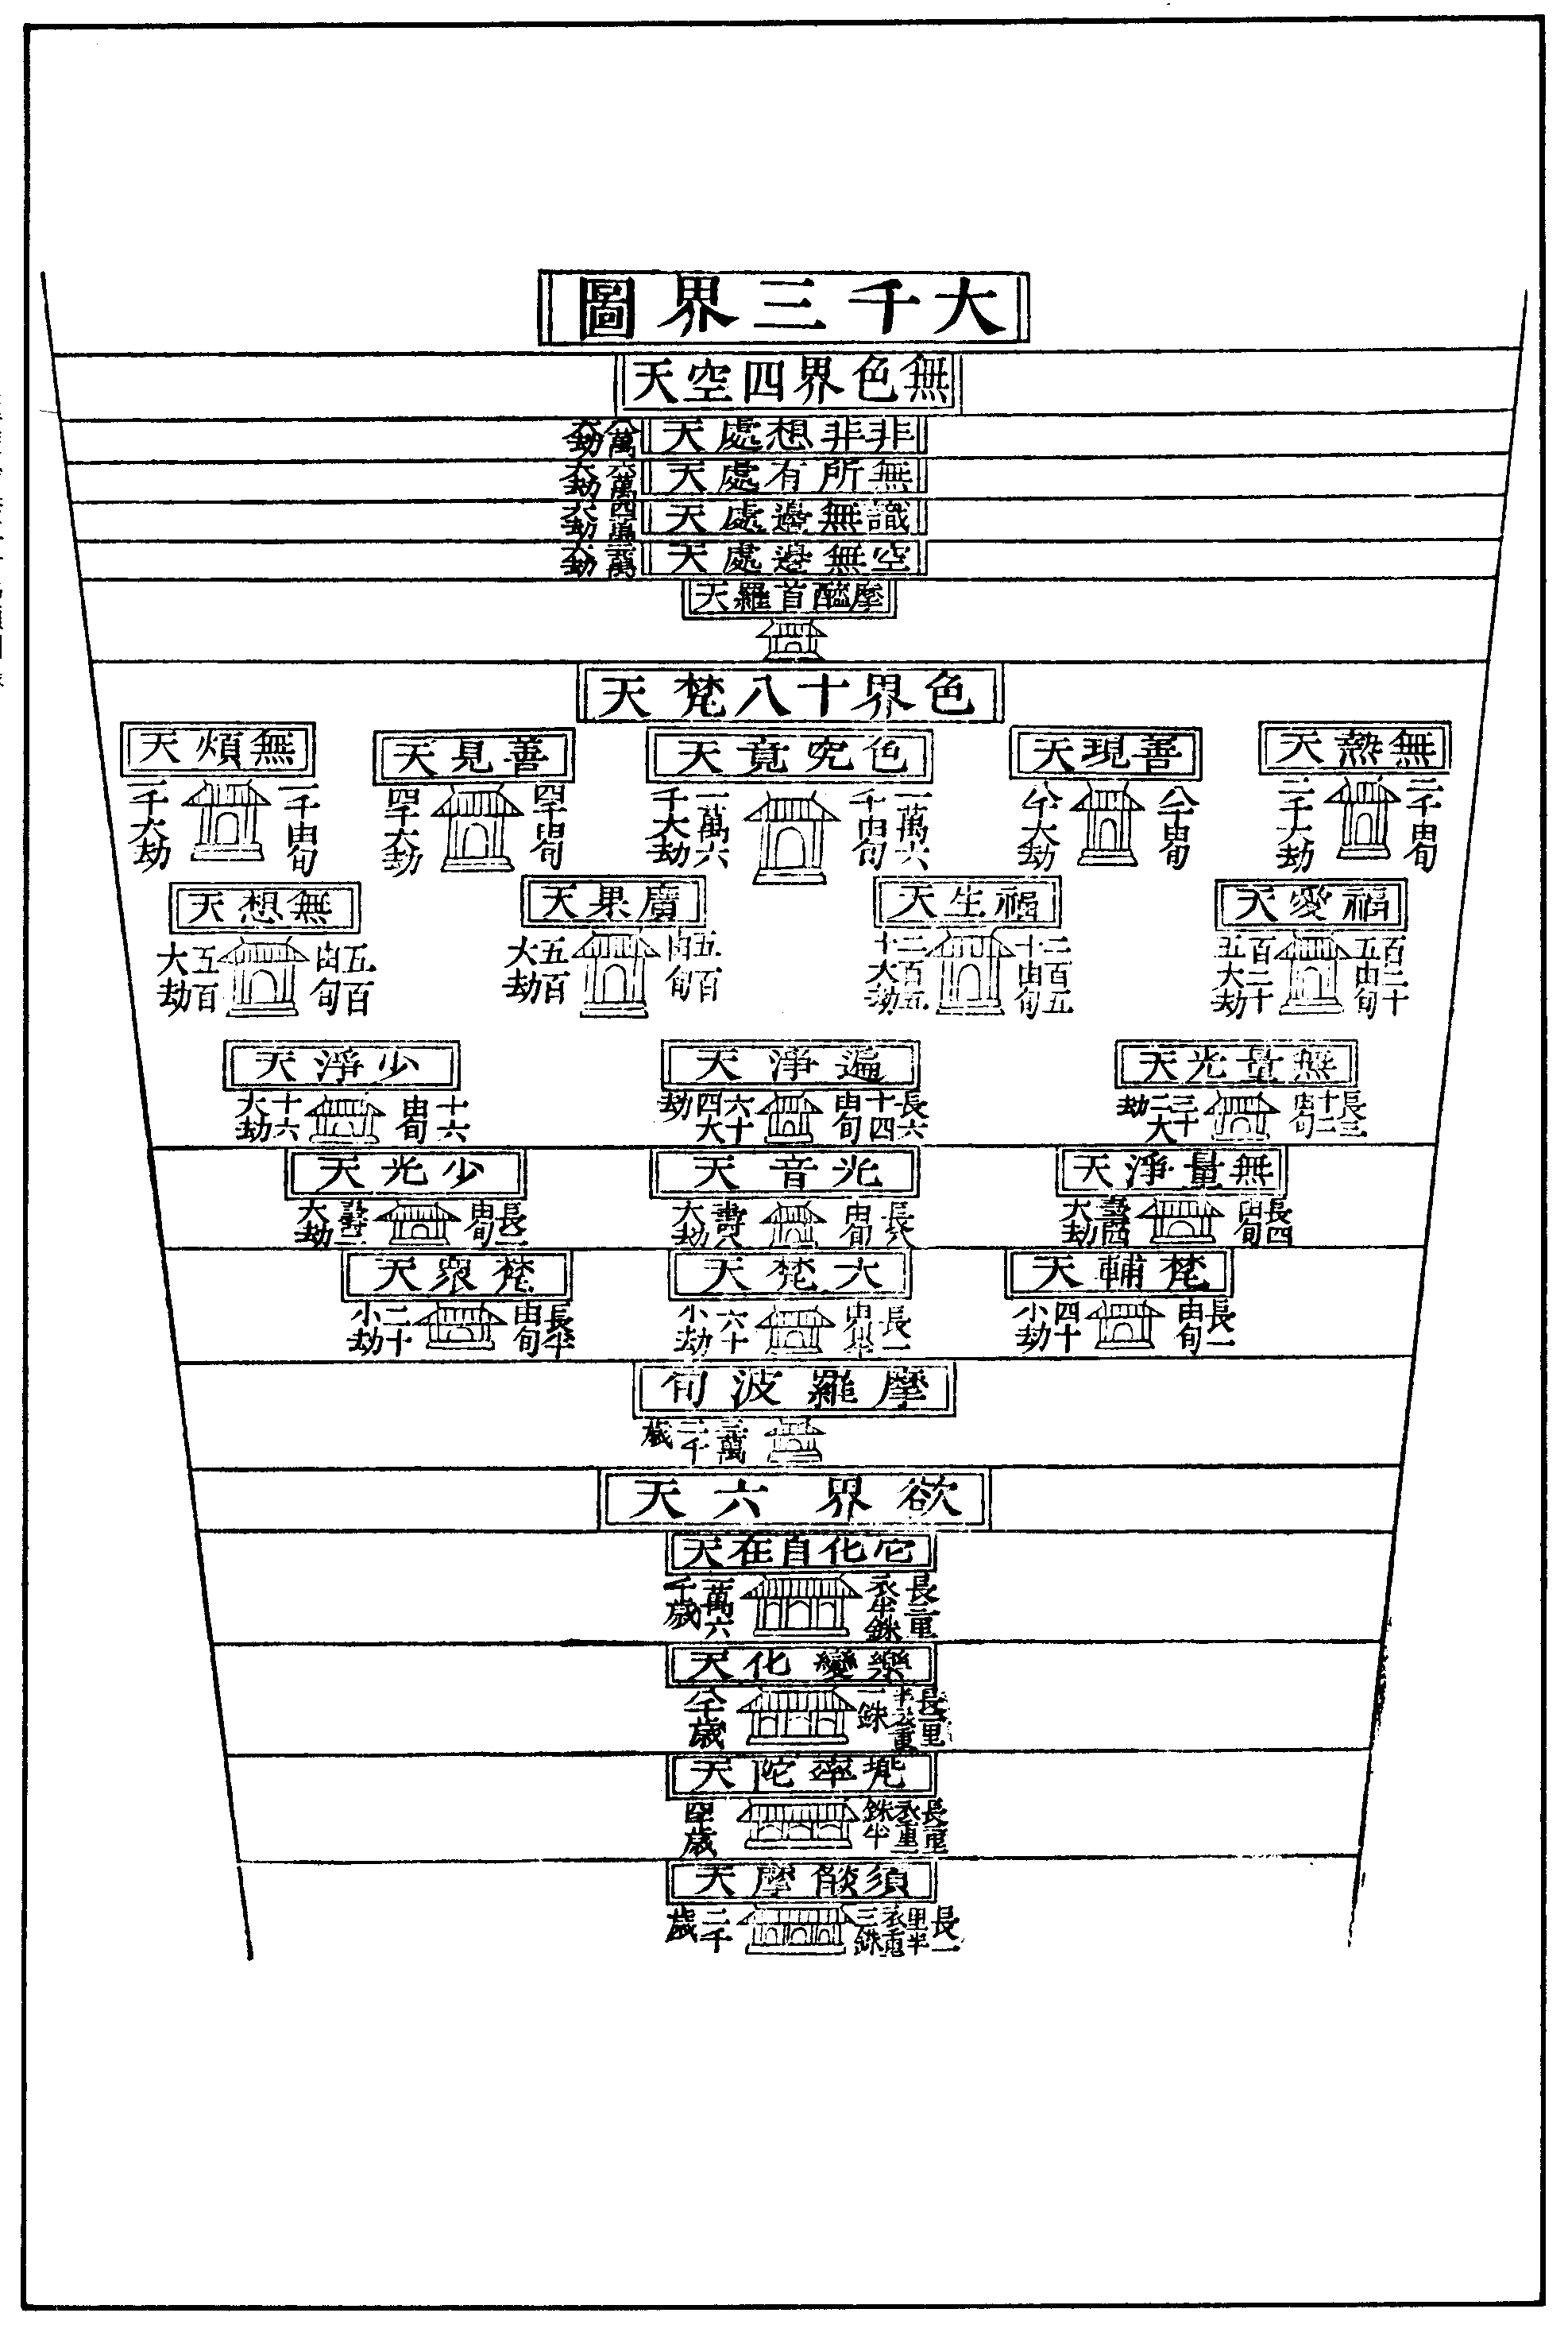 大千三界圖
無色界四空天
非非想處天
八萬大劫
無所有處天
六萬大劫
識無邊處天
四萬大劫
空無邊處天
二萬大劫
摩醯首羅天
色界十八梵天
無熱天
二千由旬
二千大劫
善現天
八千由旬
八千大劫
色究竟天
一萬六千由旬
一萬六千大劫
善見天
四千由旬
四千大劫
無煩天
一千由旬
一千大劫
福愛天
百二十五由旬
百二十五大劫
福生天
二百五十由旬
二百五十大劫
廣果天
五百由旬
五百大劫
無想天
五百由旬
五百大劫
無量光天
長三十二由旬
三十二大劫
遍淨天
長六十四由旬
六十四大劫
少淨天
十六由旬
十六大劫
無量淨天
長四由旬
壽四大劫
光音天
長八由旬
壽八大劫
少光天
長二由旬
壽二大劫
梵輔天
長一由旬
四十小劫
大梵天
長一由旬半
六十小劫
梵眾天
長半由旬
二十小劫
摩羅波旬
三萬二千歲
欲界六天
它化自在天
長二里衣重半銖
一萬六千歲
樂變化天
一銖
八千歲
兠率陀天
長二里衣重銖半
四千歲
須燄摩天
長一里半衣重三銖
二千歲